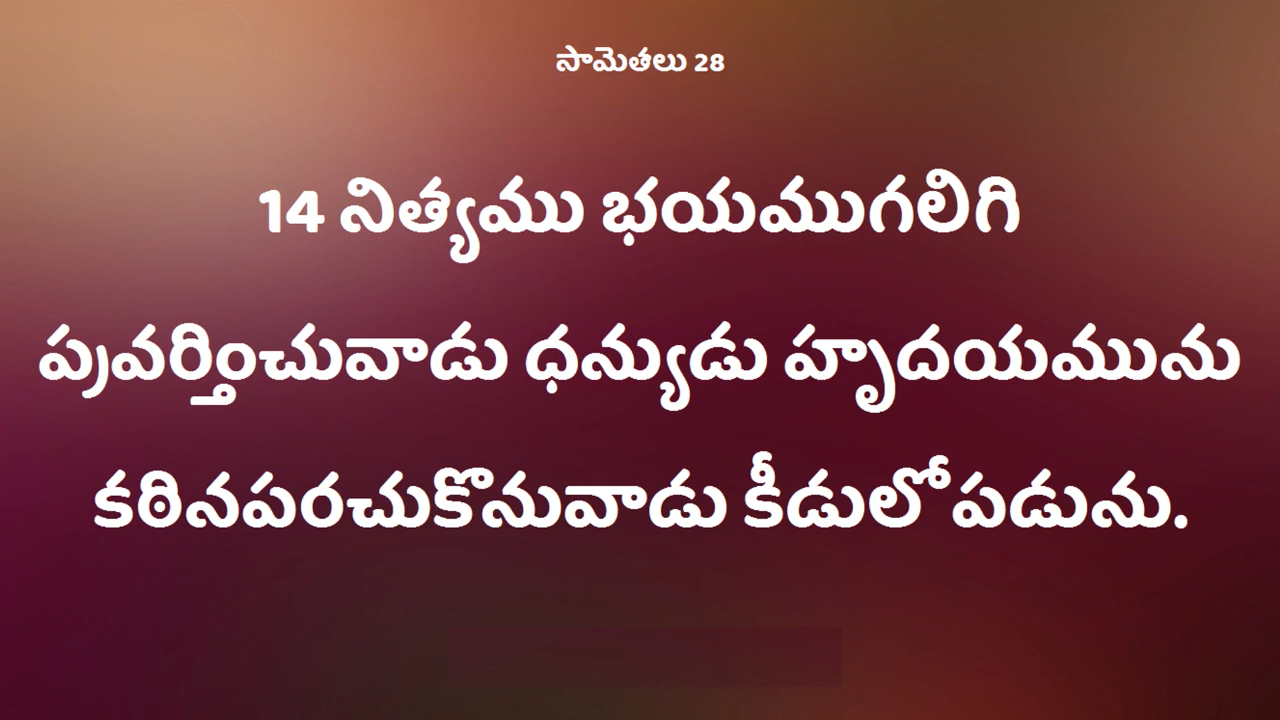 సామెతలు 28
14 నిత్యము భయముగలిగి
ప్రవర్తించువాడు ధన్యుడు హృదయమును
కఠినపరచుకొనువాడు కీడులోపడును.